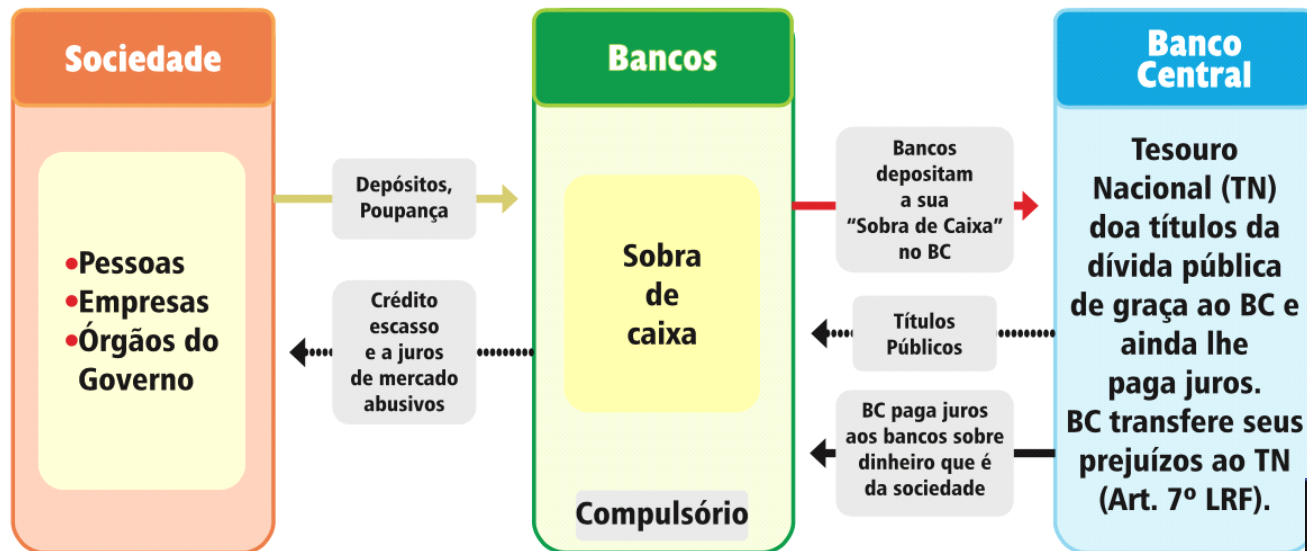 Sociedade
•Pessoas
•Empresas
•Órgãos do
Governo
Depósitos,
Poupança
Crédito
escasso
e a juros
de mercado
abusivos
Bancos
Sobra
de
caixa
Compulsório
Bancos
depositam
a sua
“Sobra de Caixa”
no BC
Títulos
Públicos
BC paga juros
aos bancos sobre
dinheiro que é
da sociedade
Banco
Central
Tesouro
Nacional (TN)
doa títulos da
dívida pública
de graça ao BC e
ainda lhe
paga juros.
BC transfere seus
prejuízos ao TN
(Art. 7º LRF).